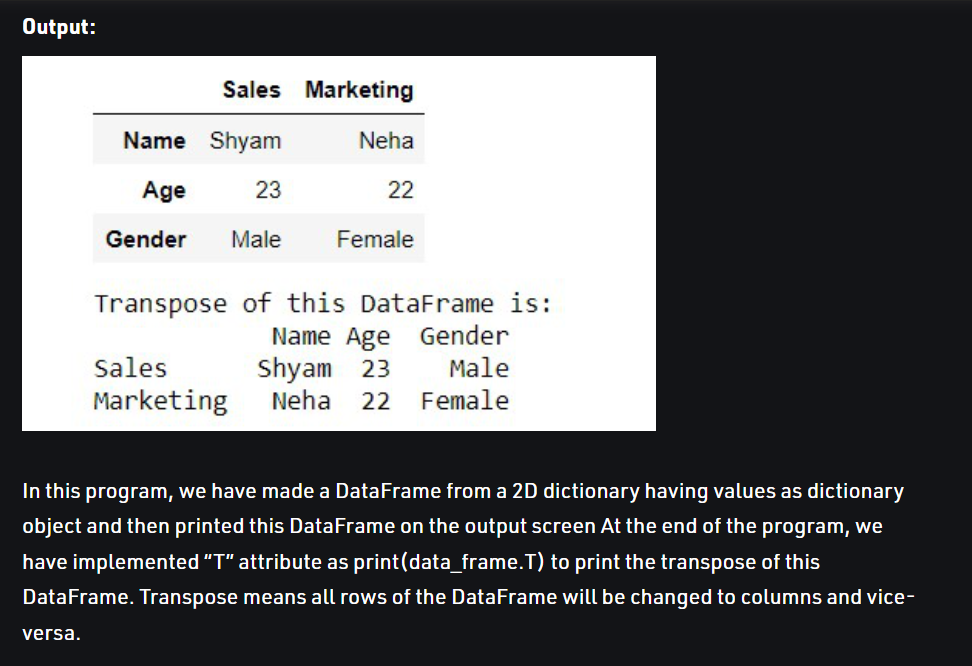 Output:
Sales Marketing
Name Shyam Neha
Age 23 22
Gender Male Female
Transpose of this DataFrame is:
Name Age Gender
Sales Shyam 23 Male
Marketing Neha 22 Female
In this program, we have made a DataFrame from a 2D dictionary having values as dictionary
object and then printed this DataFrame on the output screen At the end of the program, we
have implemented “T” attribute as print(data_frame.T) to print the transpose of this
DataFrame. Transpose means all rows of the DataFrame will be changed to columns and vice-
versa.